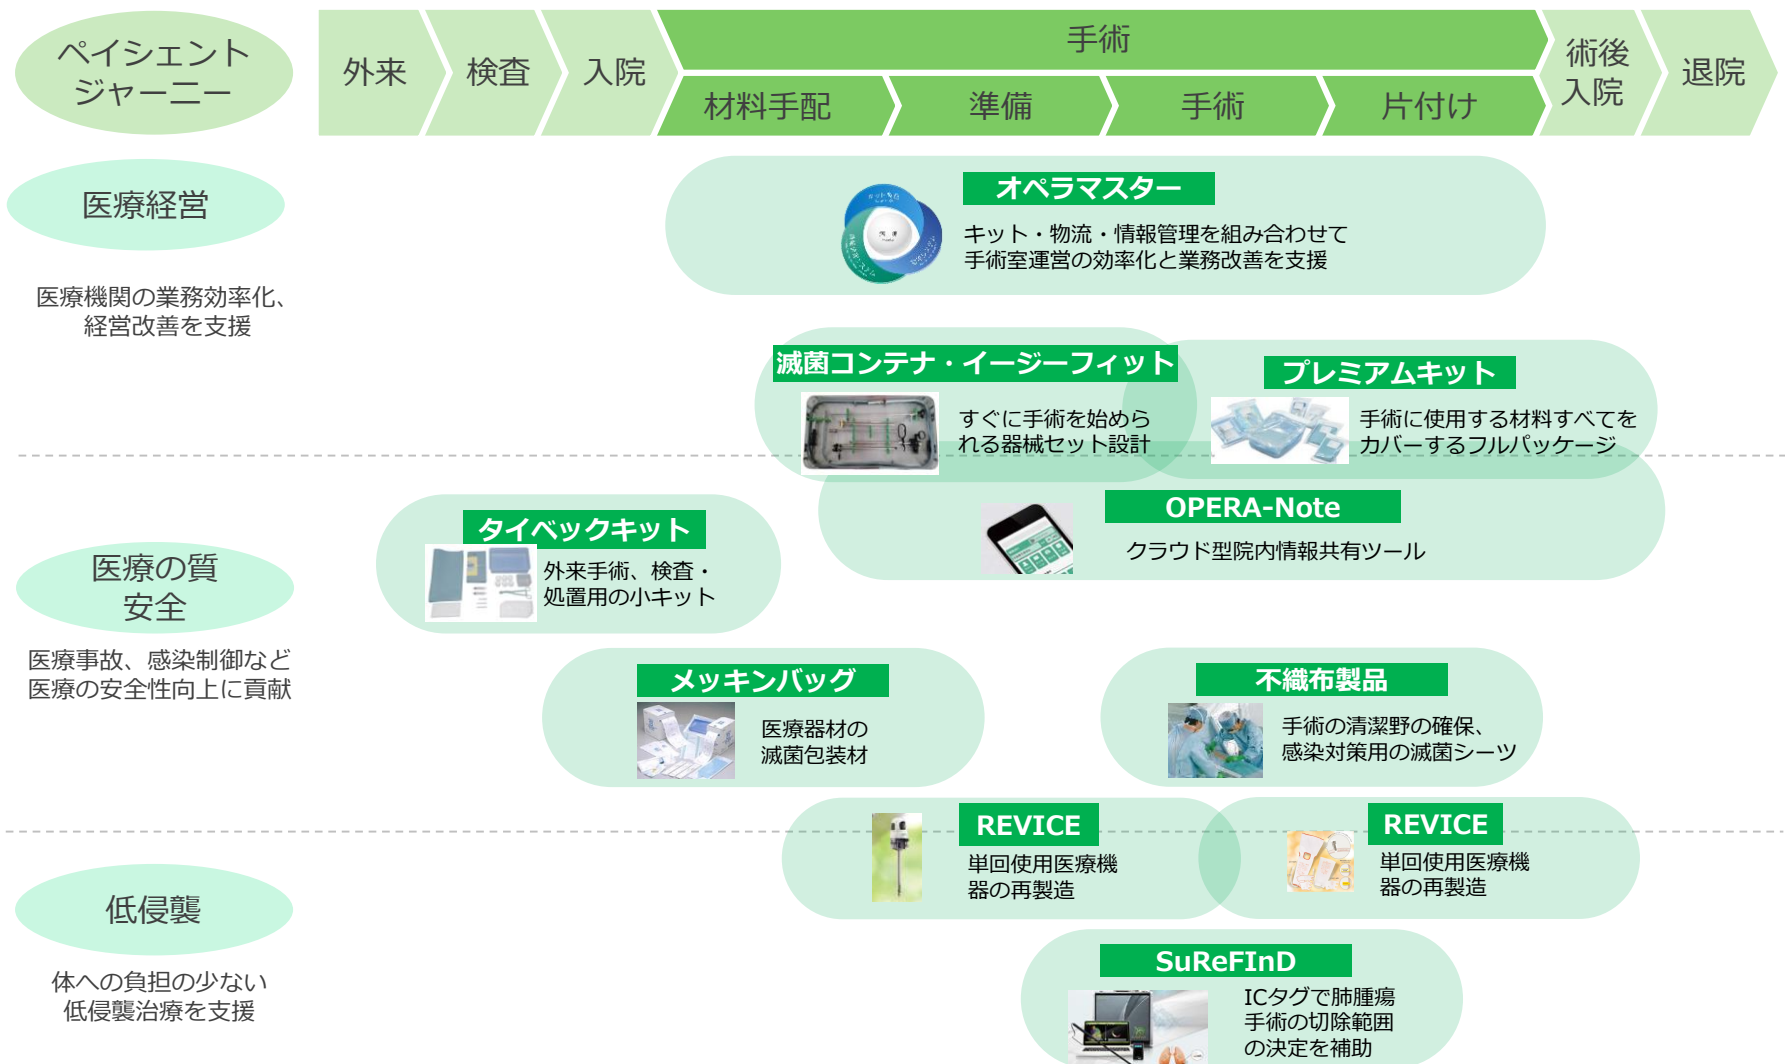 ペイシェント
ジャーニー
外来
検査
入院
手術
材料手配
準備
手術
片付け
術後
入院
退院
医療経営
医療機関の業務効率化、
経営改善を支援
オペラマスター
キット・物流・情報管理を組み合わせて
手術室運営の効率化と業務改善を支援
滅菌コンテナ・イージーフィット
すぐに手術を始めら
れる器械セット設計
プレミアムキット
手術に使用する材料すべてを
カバーするフルパッケージ
OPERA-Note
クラウド型院内情報共有ツール
医療の質
安全
医療事故、感染制御など
医療の安全性向上に貢献
タイベックキット
外来手術、検査・
処置用の小キット
メッキンバッグ
医療器材の
滅菌包装材
不織布製品
手術の清潔野の確保、
感染対策用の滅菌シーツ
REVICE
単回使用医療機
器の再製造
REVICE
単回使用医療機
器の再製造
低侵襲
体への負担の少ない
低侵襲治療を支援
SuReFInD
ICタグで肺腫瘍
手術の切除範囲
の決定を補助